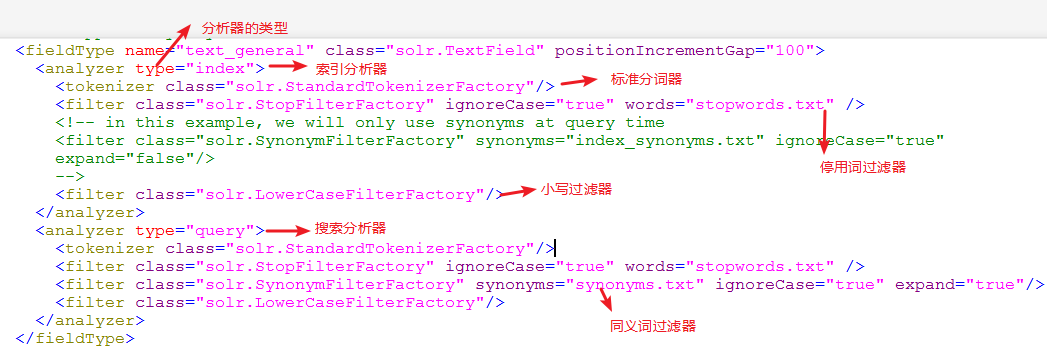 分析器的类型
<fieldType name="text_general" class="solr.TextField" positionIncrementGap="100">
<analyzer type="index"> 索引分析器
<tokenizer class="solr.StandardTokenizerFactory"/> 标准分词器
<filter class="solr.StopFilterFactory" ignoreCase="true" words="stopwords.txt" />
<!-- in this example, we will only use synonyms at query time
<filter class="solr.SynonymFilterFactory" synonyms="index_synonyms.txt" ignoreCase="true"
expand="false"/>
停用词过滤器
-->
<filter class="solr.LowerCaseFilterFactory"/> 小写过滤器
</analyzer>
<analyzer type="query"> 搜索分析器
<tokenizer class="solr.StandardTokenizerFactory"/>
<filter class="solr.StopFilterFactory" ignoreCase="true" words="stopwords.txt" />
<filter class="solr.SynonymFilterFactory" synonyms="synonyms.txt" ignoreCase="true" expand="true"/>
<filter class="solr.LowerCaseFilterFactory"/>
</analyzer>
同义词过滤器
</fieldType>